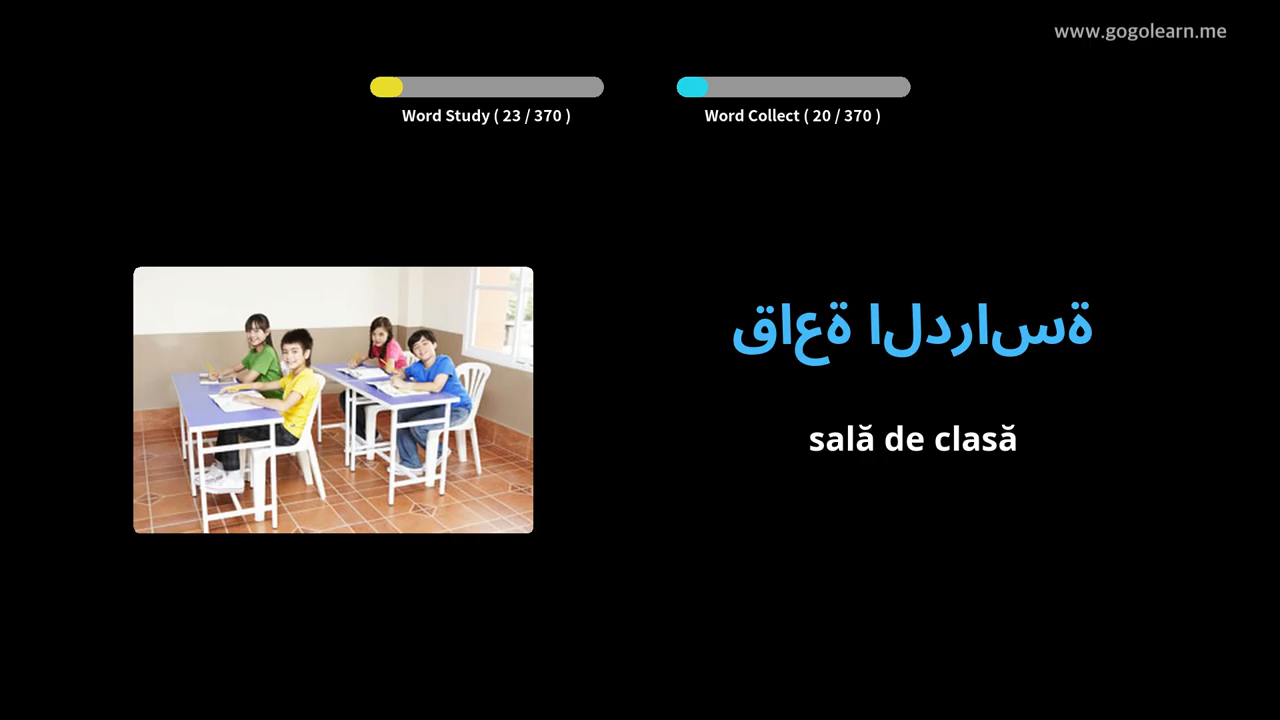 www.gogolearn.me
Word Study ( 23 / 370 )
Word Collect ( 20 / 370 )
قاعة الدراسة
sală de clasă